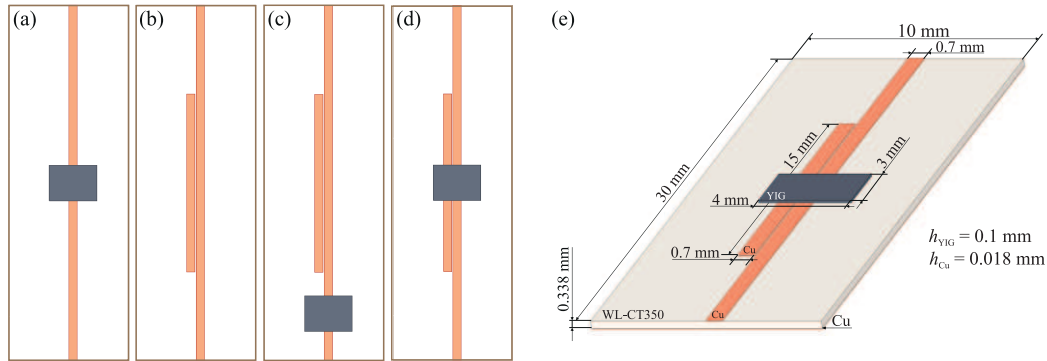 (a)
(b)
(c)
(d)
(e)
10 mm
0.7 mm
30 mm
15 mm
3 mm
YIG
4 mm
Cu
0.7 mm
h_YIG = 0.1 mm
h_Cu = 0.018 mm
0.338 mm
WL-CT350
Cu
Cu